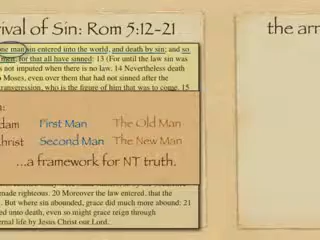 rival of Sin: Rom 5:12-21
the arr
one man sin entered into the world, and death by sin; and so
men, for that all have sinned: 13 (For until the law sin was
s not imputed when there is no law. 14 Nevertheless death
Moses, even over them that had not sinned after the
transgression, who is the figure of him that was to come. 15
dam First Man The Old Man
hrist Second Man The New Man
...a framework for NT truth.
made righteous. 20 Moreover the law entered, that the
. But where sin abounded, grace did much more abound: 21
ed unto death, even so might grace reign through
ernal life by Jesus Christ our Lord.